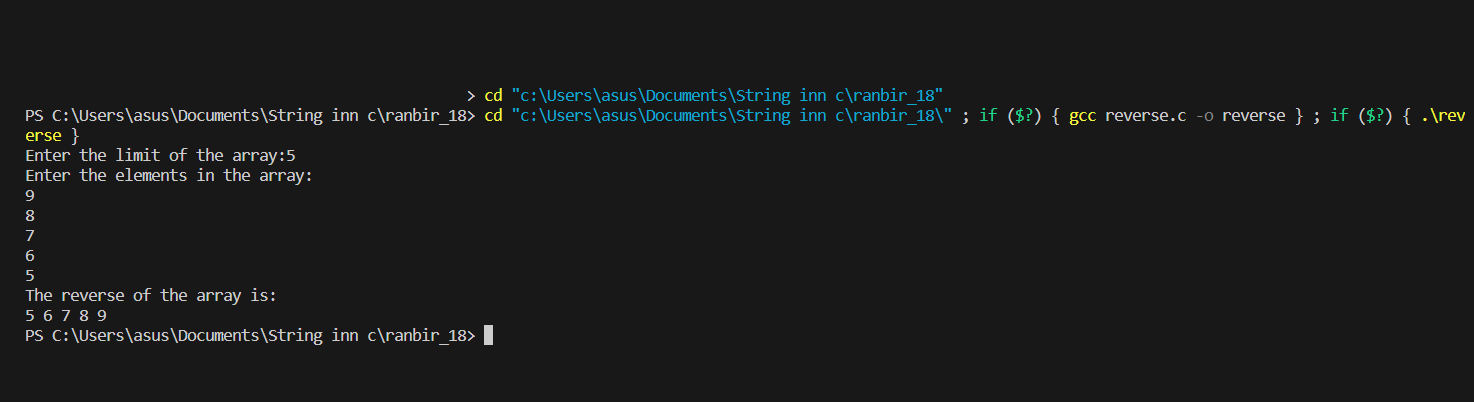 > cd "c:\Users\asus\Documents\String inn c\ranbir_18"
PS C:\Users\asus\Documents\String inn c\ranbir_18> cd "c:\Users\asus\Documents\String inn c\ranbir_18\" ; if ($?) { gcc reverse.c -o reverse } ; if ($?) { .\rev
erse }
Enter the limit of the array:5
Enter the elements in the array:
9
8
7
6
5
The reverse of the array is:
5 6 7 8 9
PS C:\Users\asus\Documents\String inn c\ranbir_18>